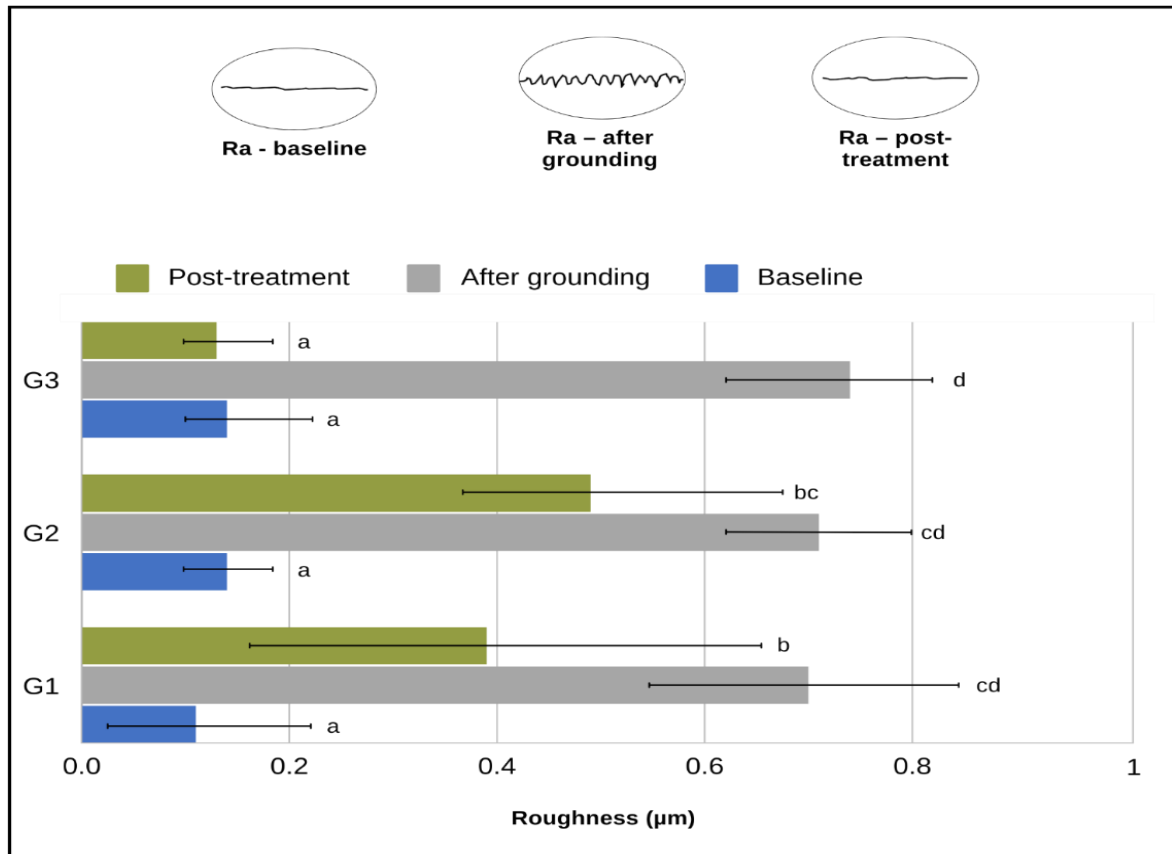 Ra - baseline
Ra – after
grounding
Ra – post-
treatment
Post-treatment After grounding Baseline
a
G3 d
a
bc
G2 cd
a
b
G1 cd
a
0.0 0.2 0.4 0.6 0.8 1
Roughness (µm)